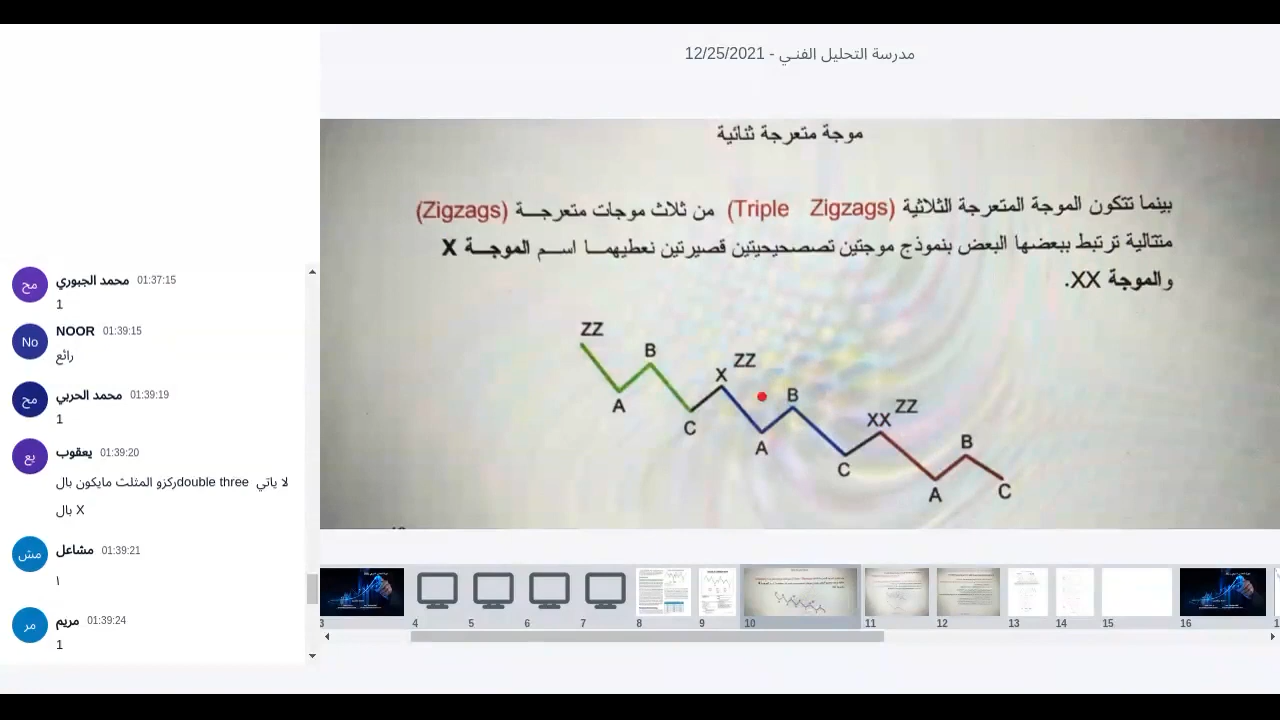 مدرسة التحليل الفني - 12/25/2021
موجة متعرجة ثنائية
بينما تتكون الموجة المتعرجة الثلاثية (Triple Zigzags) من ثلاث موجات متعرجة (Zigzags)
متتالية ترتبط ببعضها البعض بنموذج موجتين تصصحيحيتين قصيرتين نعطيهما اسم الموجة X
والموجة XX.
ZZ
A
B
C
X
ZZ
A
B
C
XX
ZZ
A
B
C
مح
محمد الجبوري 01:37:15
1
No
NOOR 01:39:15
رائع
مح
محمد الحربي 01:39:19
1
يع
يعقوب 01:39:20
ركزو المثلث مايكون بال double three لا ياتي
بال X
مش
مشاعل 01:39:21
١
مر
مريم 01:39:24
1
3 4 5 6 7 8 9 10 11 12 13 14 15 16